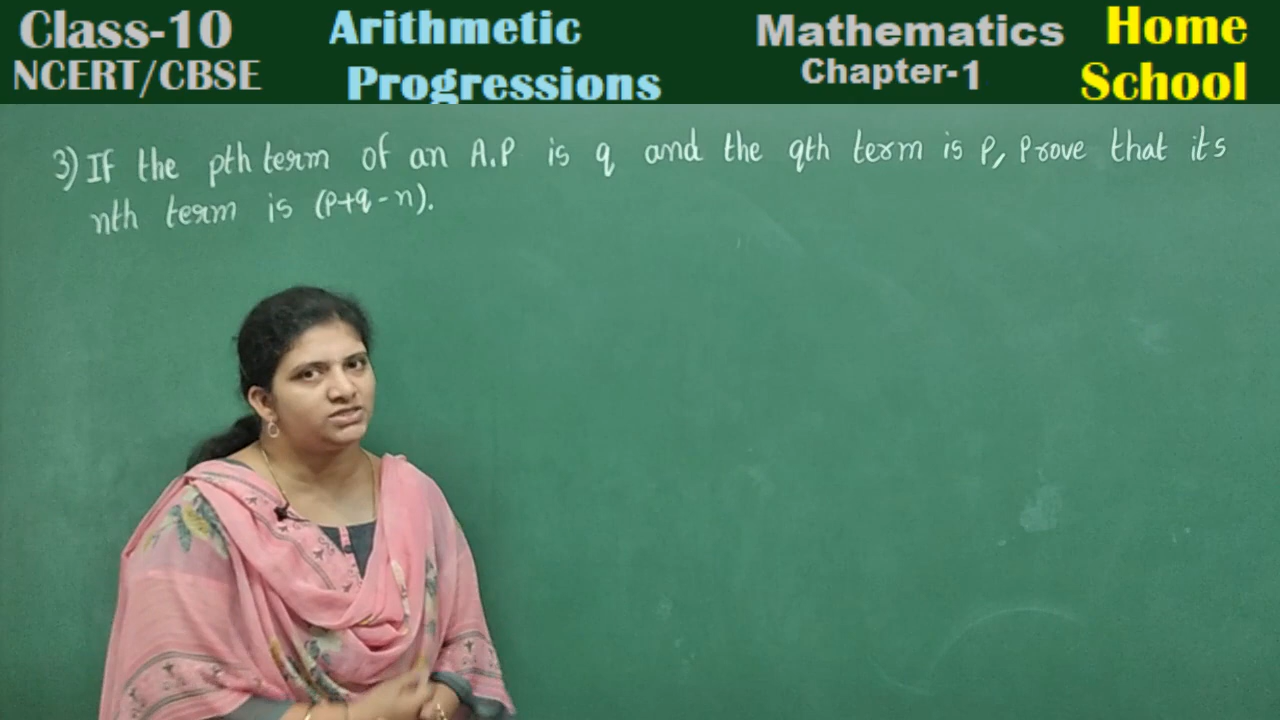 Class-10
NCERT/CBSE
Arithmetic
Progressions
Mathematics
Chapter-1
Home
School
3) If the pth term of an A.P is q and the qth term is p, Prove that its
nth term is (p+q-n).